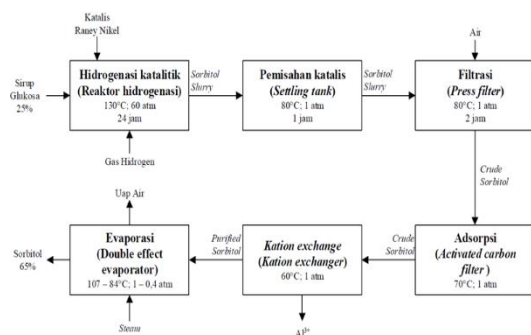 Katalis
Raney Nikel
Sirup
Glukosa
25%
Hidrogenasi katalitik
(Reaktor hidrogenasi)
130°C; 60 atm
24 jam
Gas Hidrogen
Sorbitol
Slurry
Pemisahan katalis
(Settling tank)
80°C; 1 atm
1 jam
Sorbitol
Slurry
Air
Filtrasi
(Press filter)
80°C; 1 atm
2 jam
Crude
Sorbitol
Adsorpsi
(Activated carbon
filter )
70°C; 1 atm
Crude
Sorbitol
Kation exchange
(Kation exchanger)
60°C; 1 atm
Al³⁺
Purified
Sorbitol
Uap Air
Evaporasi
(Double effect
evaporator)
107 – 84°C; 1 – 0,4 atm
Steam
Sorbitol
65%